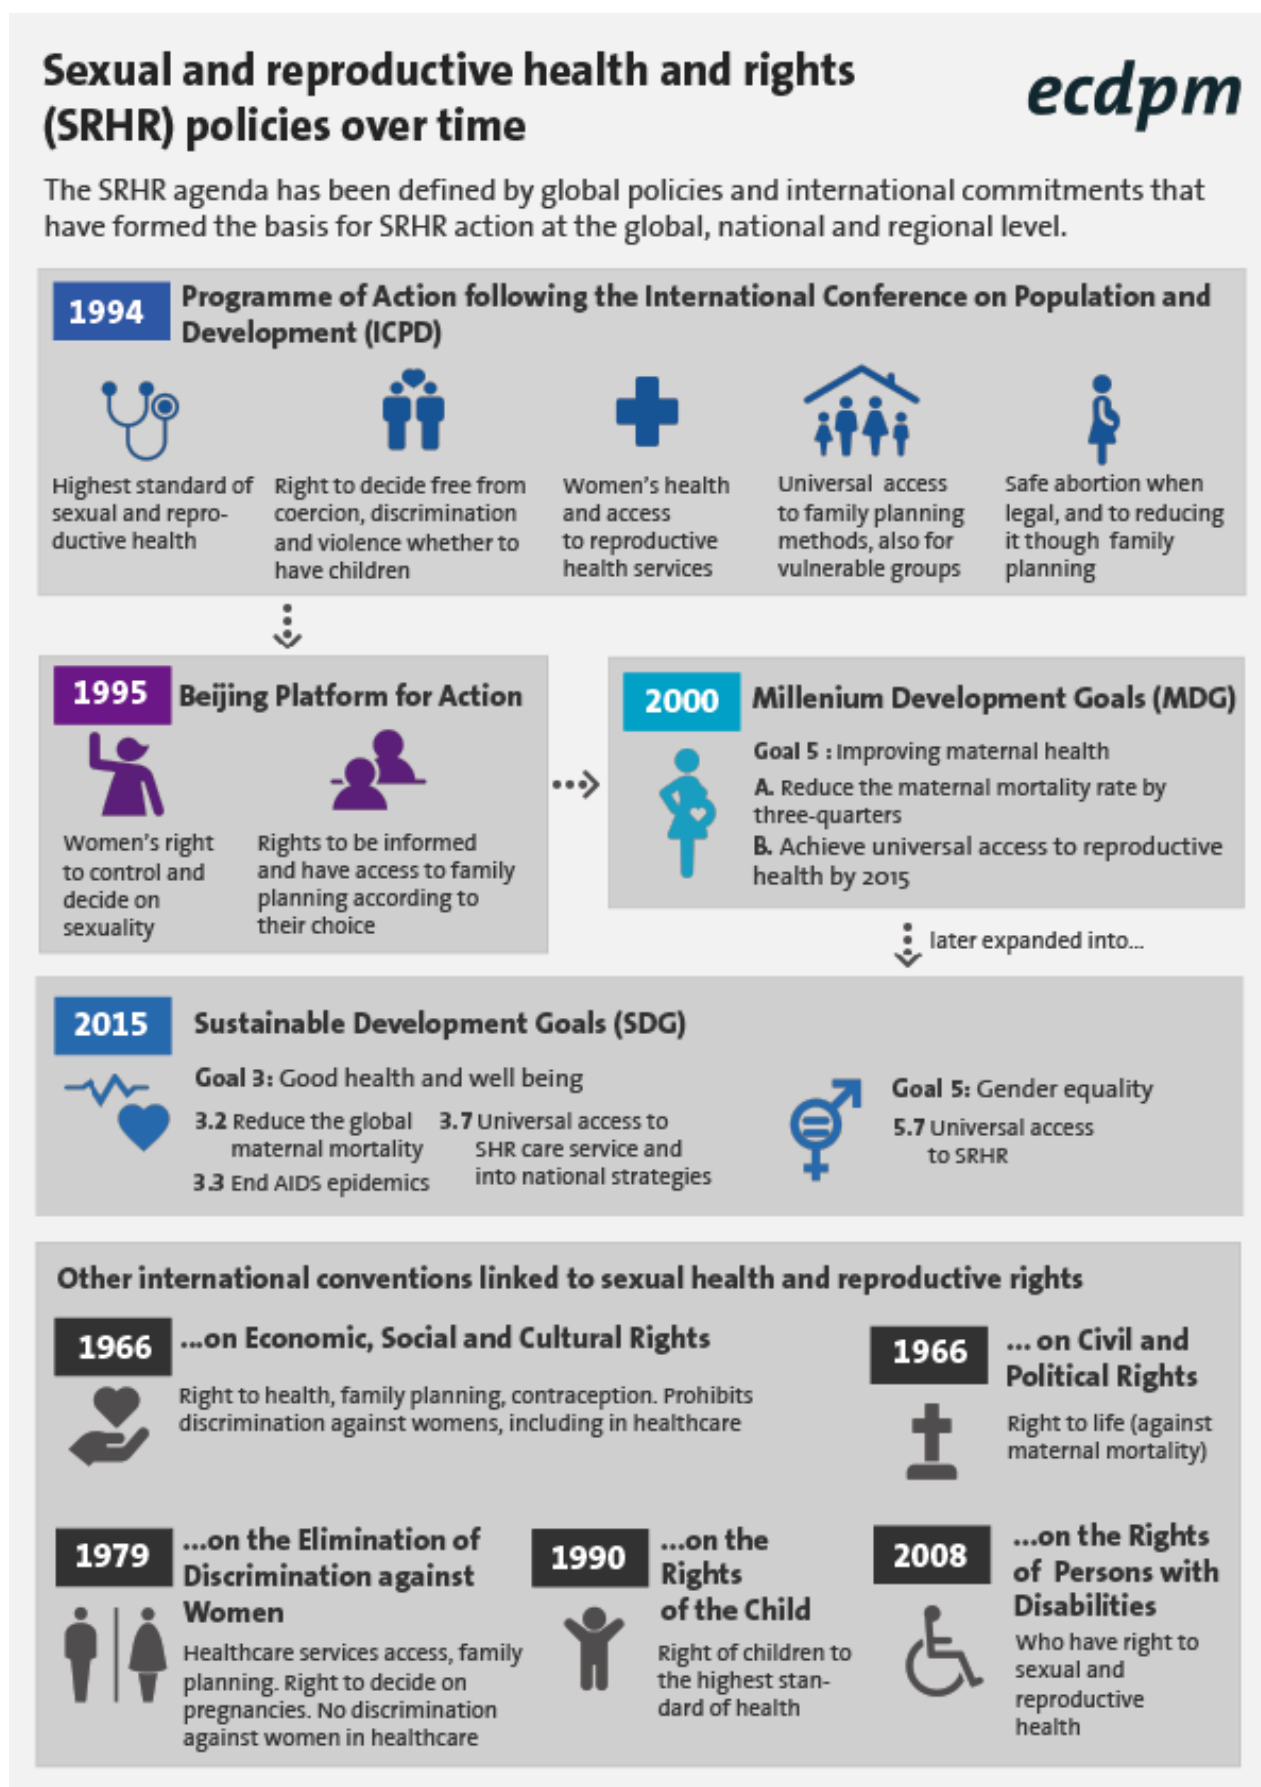 Sexual and reproductive health and rights
(SRHR) policies over time
ecdpm
The SRHR agenda has been defined by global policies and international commitments that
have formed the basis for SRHR action at the global, national and regional level.
1994
Programme of Action following the International Conference on Population and
Development (ICPD)
Highest standard of
sexual and repro-
ductive health
Right to decide free from
coercion, discrimination
and violence whether to
have children
Women's health
and access
to reproductive
health services
Universal access
to family planning
methods, also for
vulnerable groups
Safe abortion when
legal, and to reducing
it though family
planning
1995
Beijing Platform for Action
Women's right
to control and
decide on
sexuality
Rights to be informed
and have access to family
planning according to
their choice
2000
Millenium Development Goals (MDG)
Goal 5 : Improving maternal health
A. Reduce the maternal mortality rate by
three-quarters
B. Achieve universal access to reproductive
health by 2015
later expanded into...
2015
Sustainable Development Goals (SDG)
Goal 3: Good health and well being
3.2 Reduce the global
maternal mortality
3.3 End AIDS epidemics
3.7 Universal access to
SHR care service and
into national strategies
Goal 5: Gender equality
5.7 Universal access
to SRHR
Other international conventions linked to sexual health and reproductive rights
1966
...on Economic, Social and Cultural Rights
Right to health, family planning, contraception. Prohibits
discrimination against womens, including in healthcare
1966
... on Civil and
Political Rights
Right to life (against
maternal mortality)
1979
...on the Elimination of
Discrimination against
Women
Healthcare services access, family
planning. Right to decide on
pregnancies. No discrimination
against women in healthcare
1990
...on the
Rights
of the Child
Right of children to
the highest stan-
dard of health
2008
...on the Rights
of Persons with
Disabilities
Who have right to
sexual and
reproductive
health